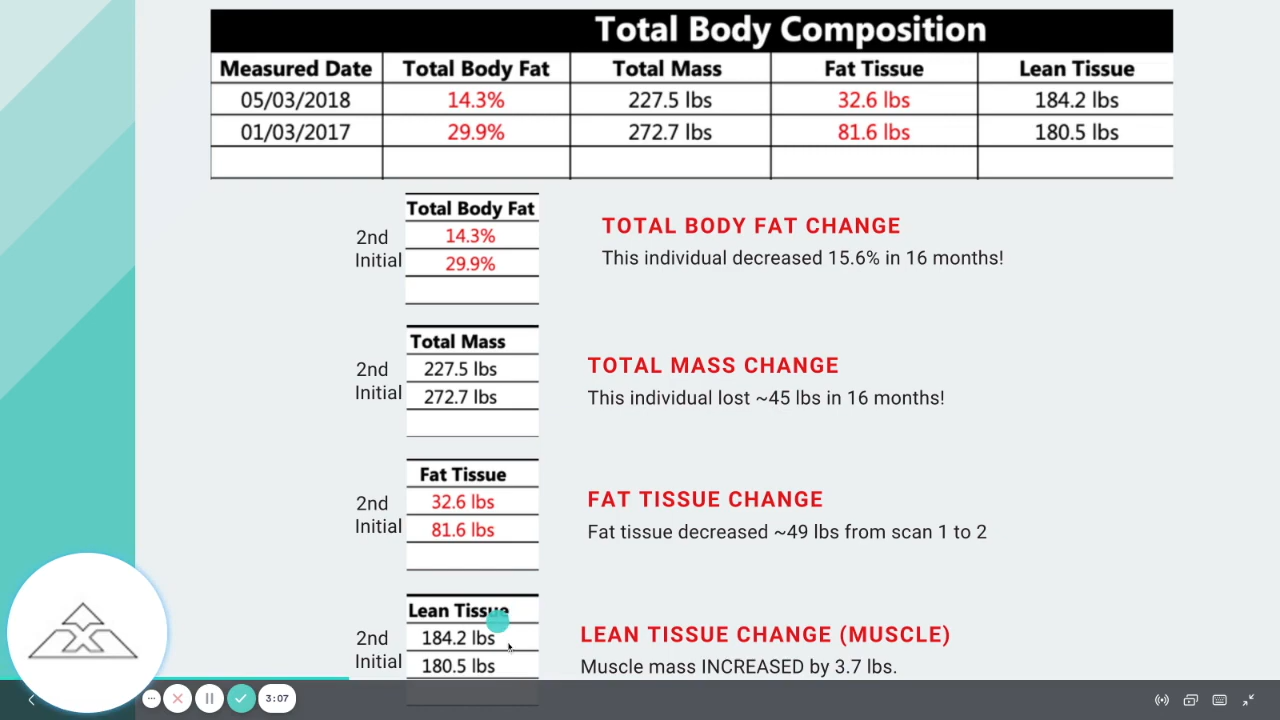 Total Body Composition
Measured Date Total Body Fat Total Mass Fat Tissue Lean Tissue
05/03/2018 14.3% 227.5 lbs 32.6 lbs 184.2 lbs
01/03/2017 29.9% 272.7 lbs 81.6 lbs 180.5 lbs
Total Body Fat
2nd 14.3%
Initial 29.9%
TOTAL BODY FAT CHANGE
This individual decreased 15.6% in 16 months!
Total Mass
2nd 227.5 lbs
Initial 272.7 lbs
TOTAL MASS CHANGE
This individual lost ~45 lbs in 16 months!
Fat Tissue
2nd 32.6 lbs
Initial 81.6 lbs
FAT TISSUE CHANGE
Fat tissue decreased ~49 lbs from scan 1 to 2
Lean Tissue
2nd 184.2 lbs
Initial 180.5 lbs
LEAN TISSUE CHANGE (MUSCLE)
Muscle mass INCREASED by 3.7 lbs.
3:07